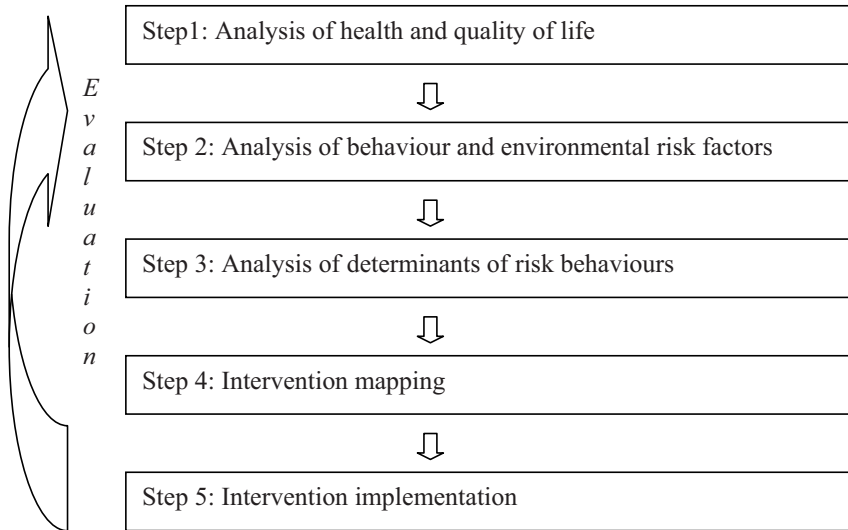 Step1: Analysis of health and quality of life
Evaluation
Step 2: Analysis of behaviour and environmental risk factors
Step 3: Analysis of determinants of risk behaviours
Step 4: Intervention mapping
Step 5: Intervention implementation